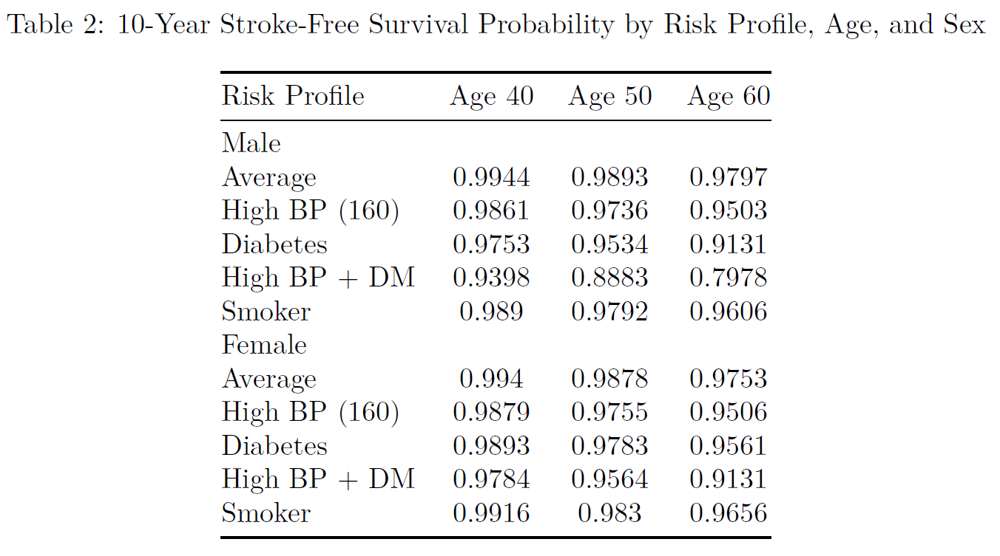 Table 2: 10-Year Stroke-Free Survival Probability by Risk Profile, Age, and Sex
Risk Profile Age 40 Age 50 Age 60
Male
Average 0.9944 0.9893 0.9797
High BP (160) 0.9861 0.9736 0.9503
Diabetes 0.9753 0.9534 0.9131
High BP + DM 0.9398 0.8883 0.7978
Smoker 0.989 0.9792 0.9606
Female
Average 0.994 0.9878 0.9753
High BP (160) 0.9879 0.9755 0.9506
Diabetes 0.9893 0.9783 0.9561
High BP + DM 0.9784 0.9564 0.9131
Smoker 0.9916 0.983 0.9656